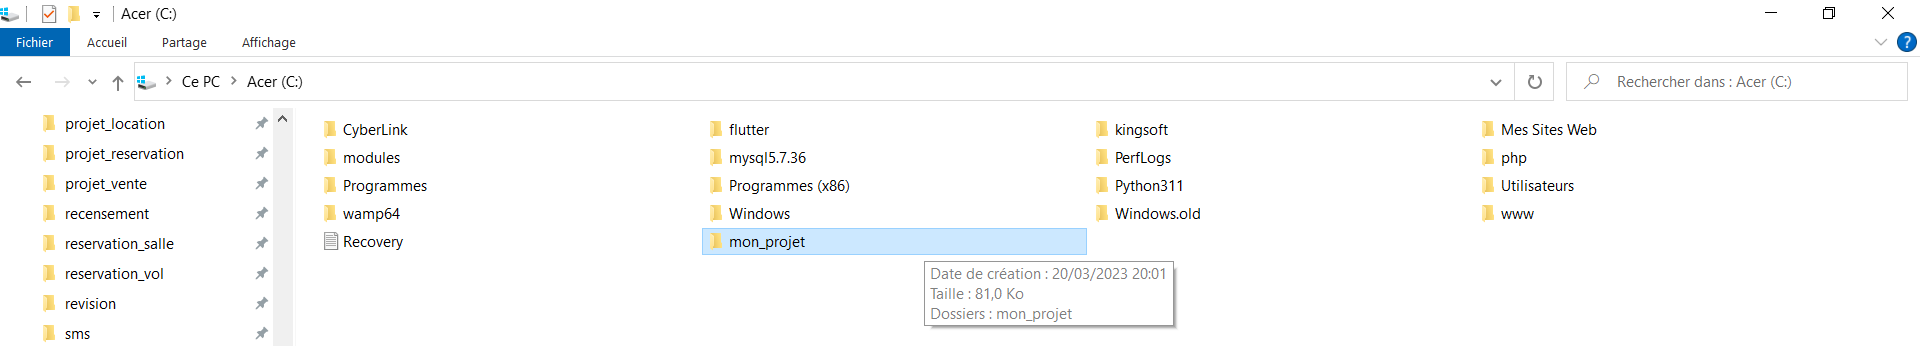 Acer (C:)
Fichier Accueil Partage Affichage
Ce PC Acer (C:) Rechercher dans : Acer (C:)
projet_location
projet_reservation
projet_vente
recensement
reservation_salle
reservation_vol
revision
sms
CyberLink flutter kingsoft Mes Sites Web
modules mysql5.7.36 PerfLogs php
Programmes Programmes (x86) Python311 Utilisateurs
wamp64 Windows Windows.old www
Recovery mon_projet
Date de création : 20/03/2023 20:01
Taille : 81,0 Ko
Dossiers : mon_projet